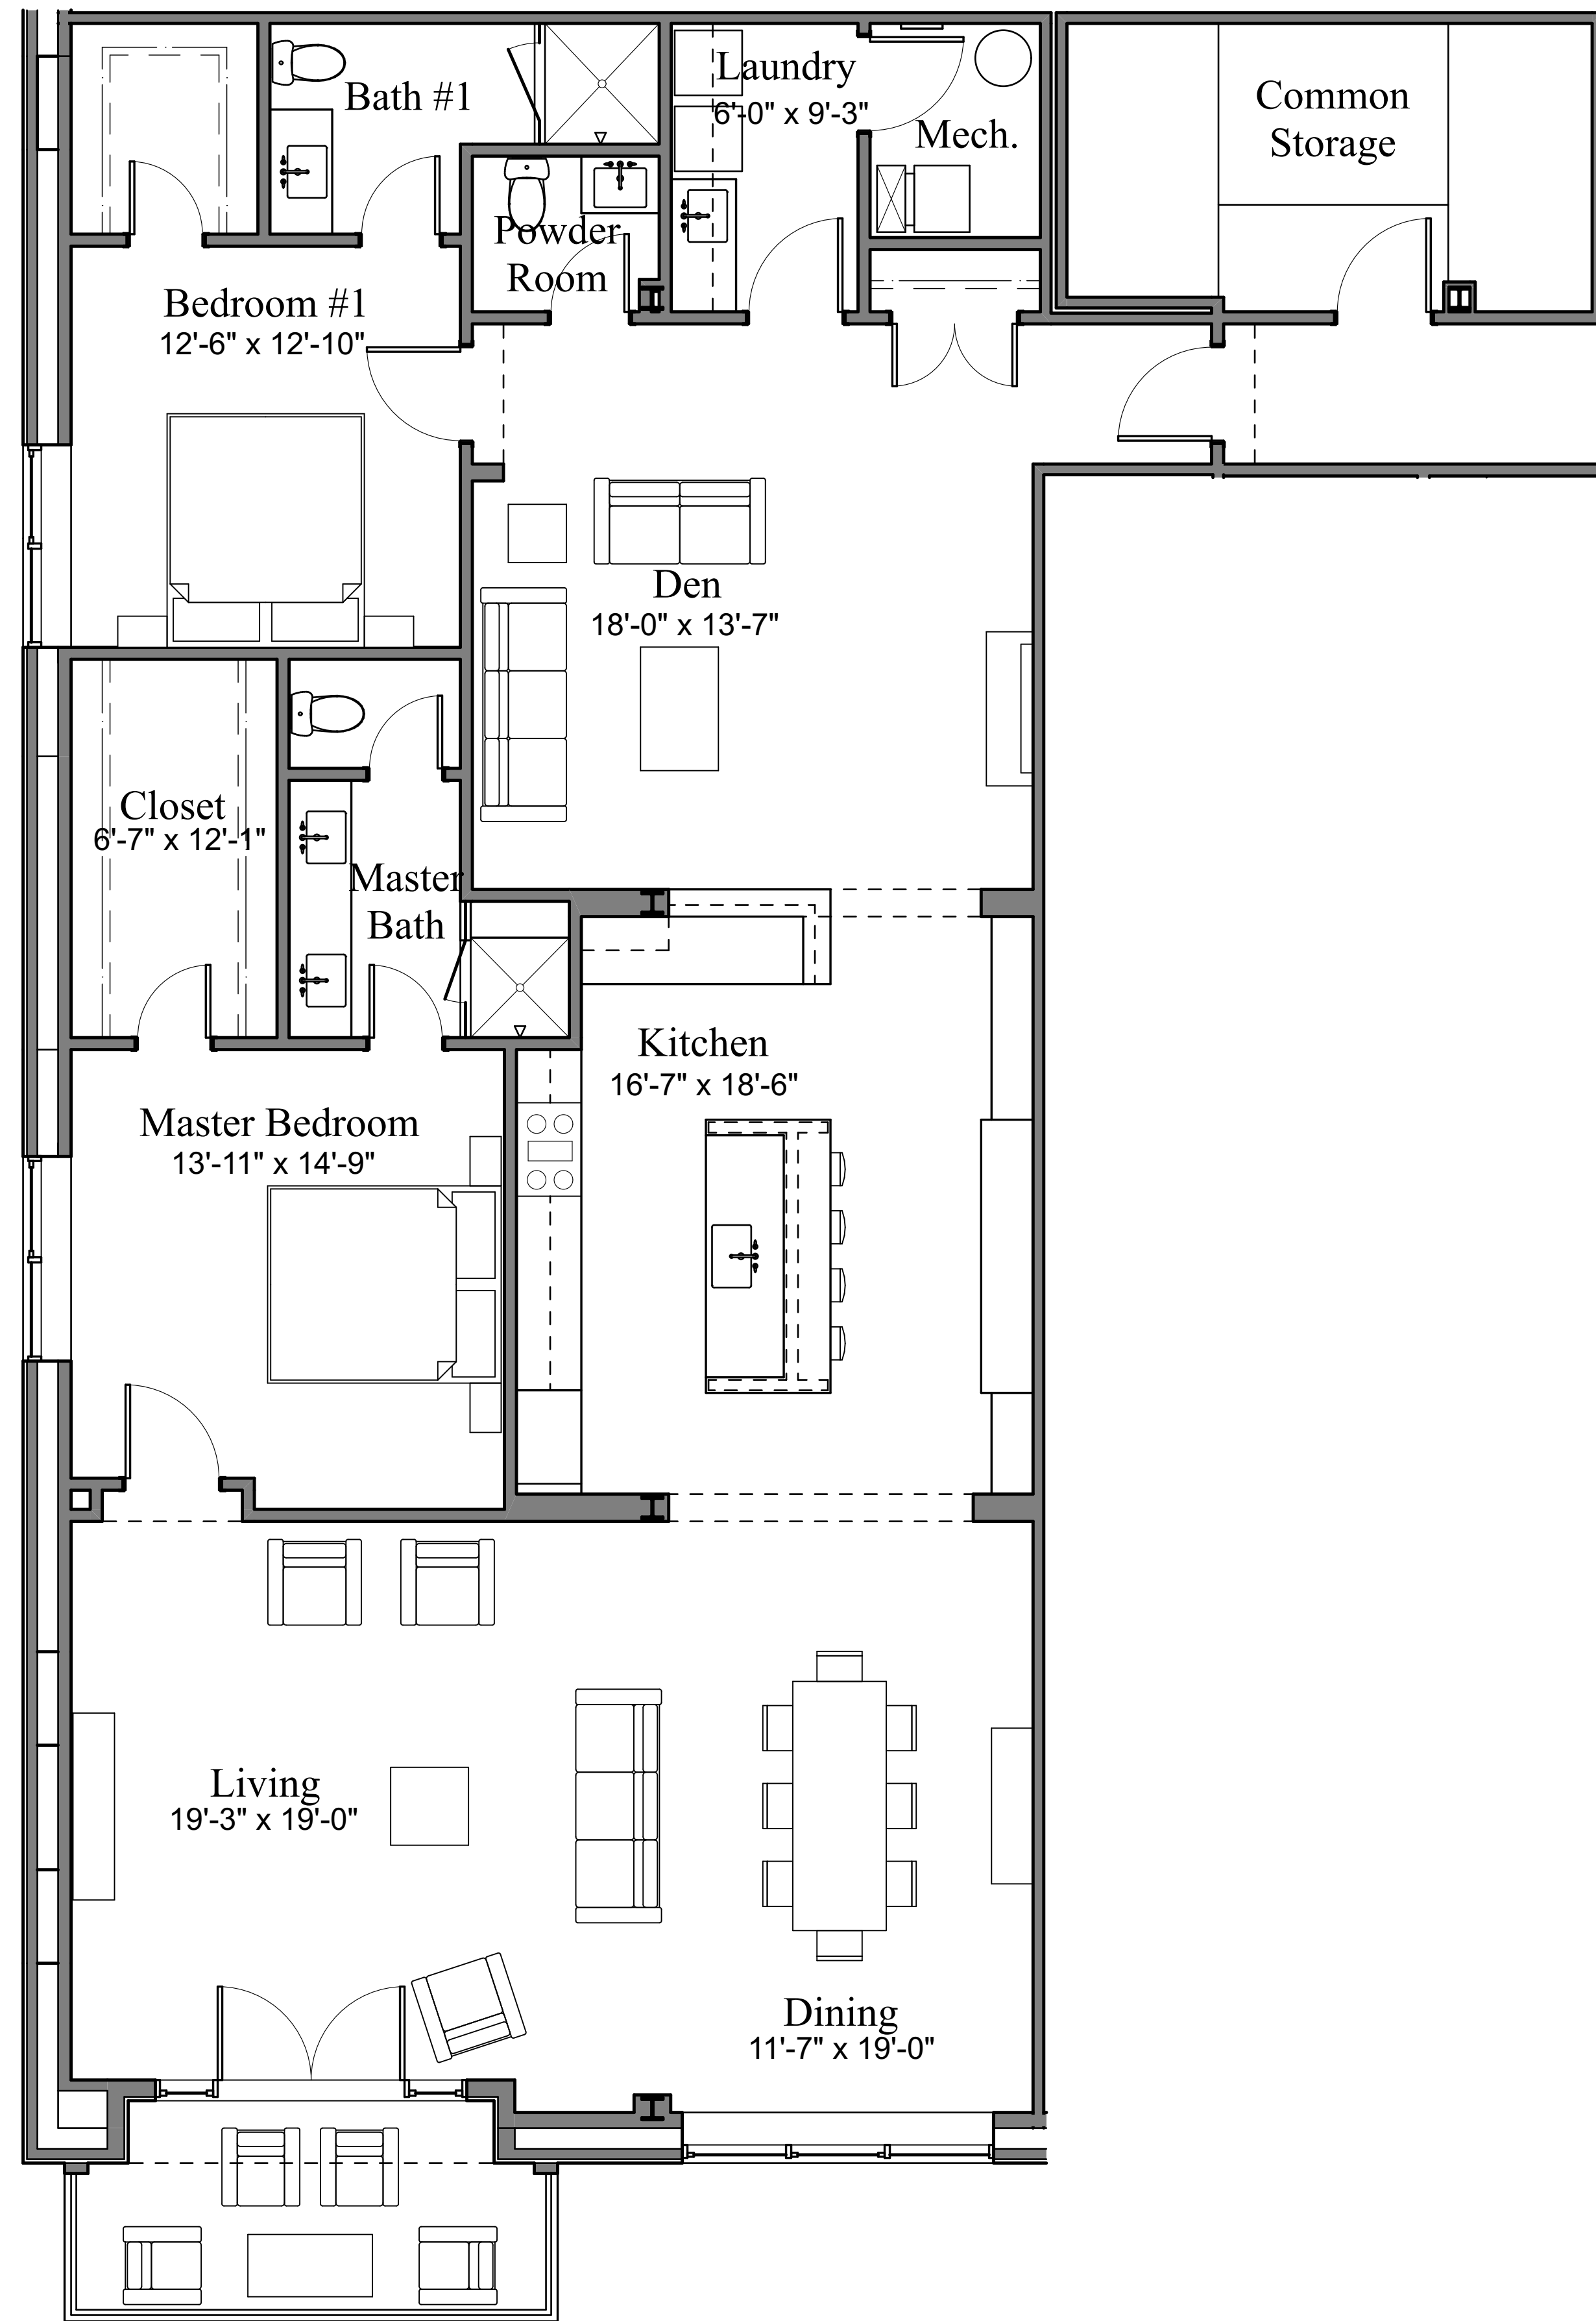 Bath #1
Laundry
6'-0" x 9'-3"
Mech.
Common
Storage
Powder
Room
Bedroom #1
12'-6" x 12'-10"
Den
18'-0" x 13'-7"
Closet
6'-7" x 12'-1"
Master
Bath
Kitchen
16'-7" x 18'-6"
Master Bedroom
13'-11" x 14'-9"
Living
19'-3" x 19'-0"
Dining
11'-7" x 19'-0"